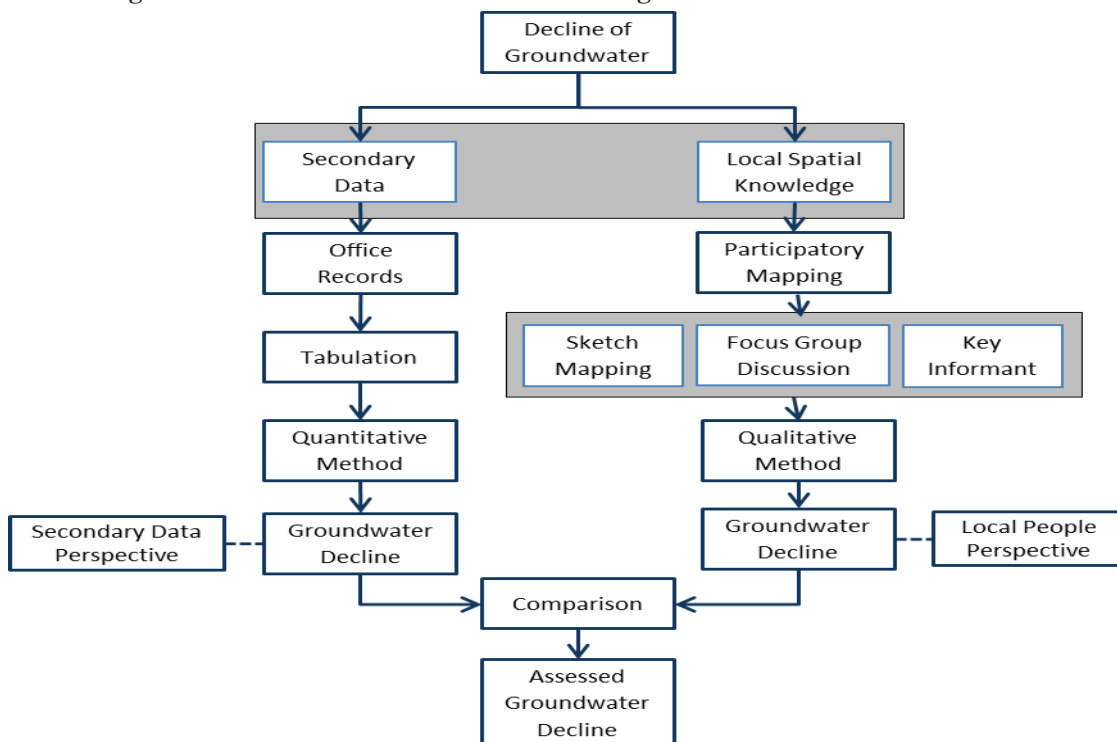 Decline of
Groundwater
Secondary
Data
Local Spatial
Knowledge
Office
Records
Participatory
Mapping
Tabulation
Sketch
Mapping
Focus Group
Discussion
Key
Informant
Quantitative
Method
Qualitative
Method
Secondary Data
Perspective
Groundwater
Decline
Groundwater
Decline
Local People
Perspective
Comparison
Assessed
Groundwater
Decline